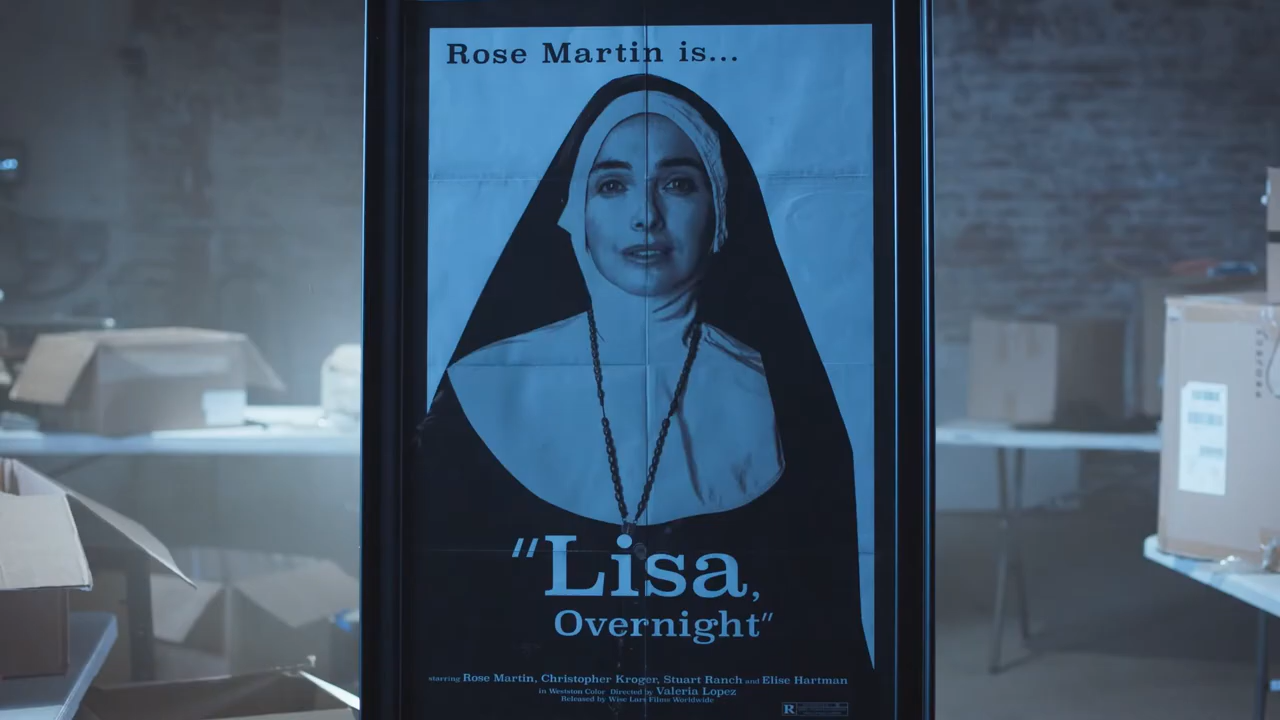 Rose Martin is...
"Lisa,
Overnight"
starring Rose Martin, Christopher Kroger, Stuart Ranch and Elise Hartman
in Westston Color Directed by Valeria Lopez
Released by Wise Lars Films Worldwide
R